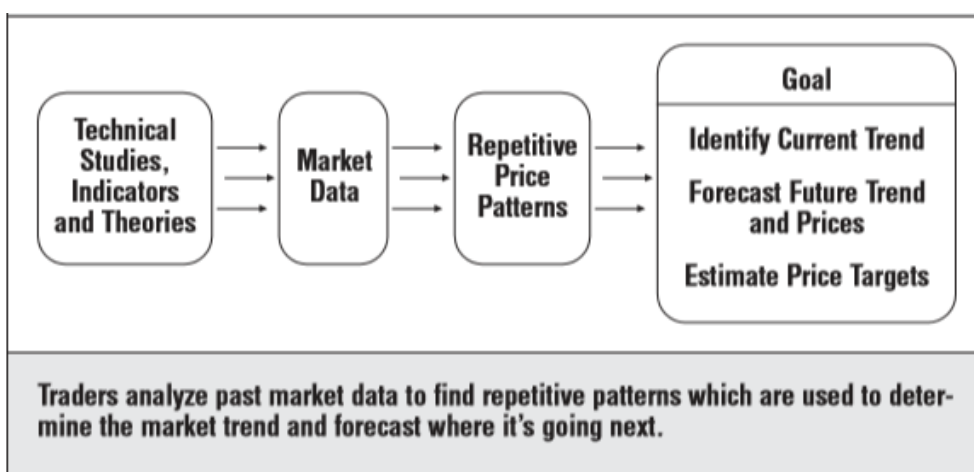 Technical
Studies,
Indicators
and Theories
Market
Data
Repetitive
Price
Patterns
Goal
Identify Current Trend
Forecast Future Trend
and Prices
Estimate Price Targets
Traders analyze past market data to find repetitive patterns which are used to deter-
mine the market trend and forecast where it's going next.